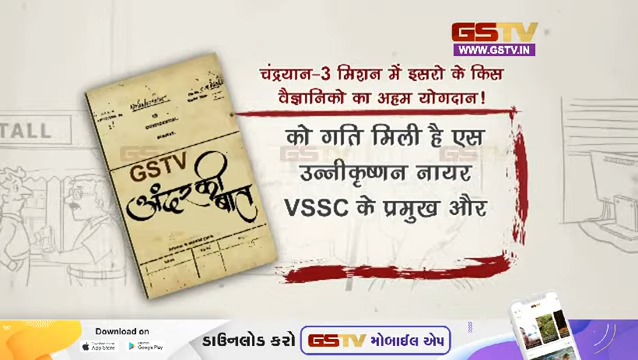 GSTV
WWW.GSTV.IN
चंद्रयान-3 मिशन में इसरो के किस
वैज्ञानिको का अहम योगदान!
TALL
CONFIDENTIAL
GSTV
अंदर की बात
को गति मिली है एस
उन्नीकृष्णन नायर
VSSC के प्रमुख और
Download on
App Store
Google Play
ડાઉનલોડ કરો GSTV મોબાઈલ એપ